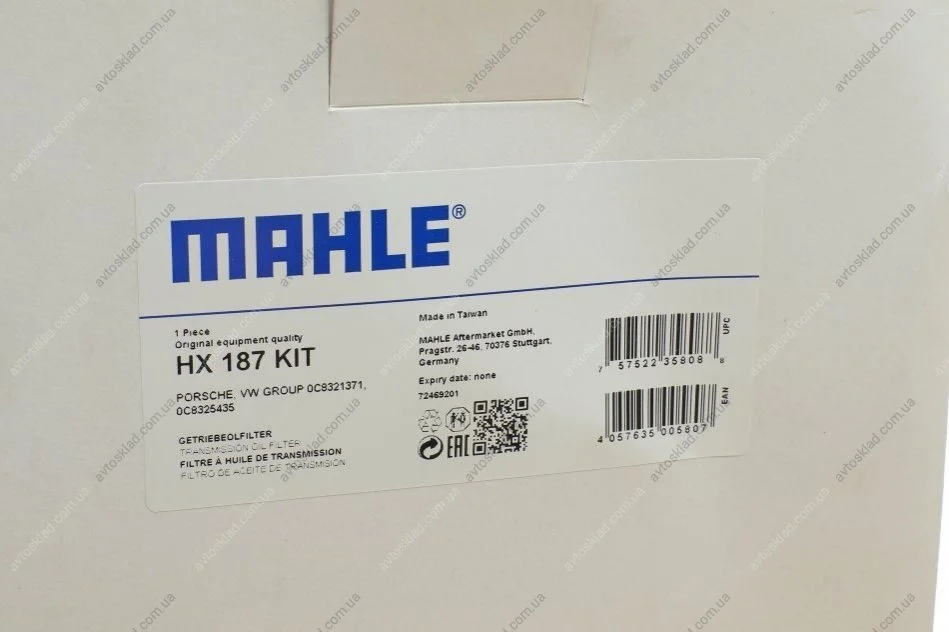 MAHLE®
1 Piece
Original equipment quality
HX 187 KIT
PORSCHE, VW GROUP 0C8321371,
0C8325435
GETRIEBEOLFILTER
TRANSMISSION OIL FILTER
FILTRE À HUILE DE TRANSMISSION
FILTRO DE ACEITE DE TRANSMISIÓN
Made in Taiwan
MAHLE Aftermarket GmbH,
Pragstr. 26-46, 70376 Stuttgart,
Germany
Expiry date: none
72469201
EAC
UPC
7 57522 35808 8
EAN
4 057635 005807
avtosklad.com.ua